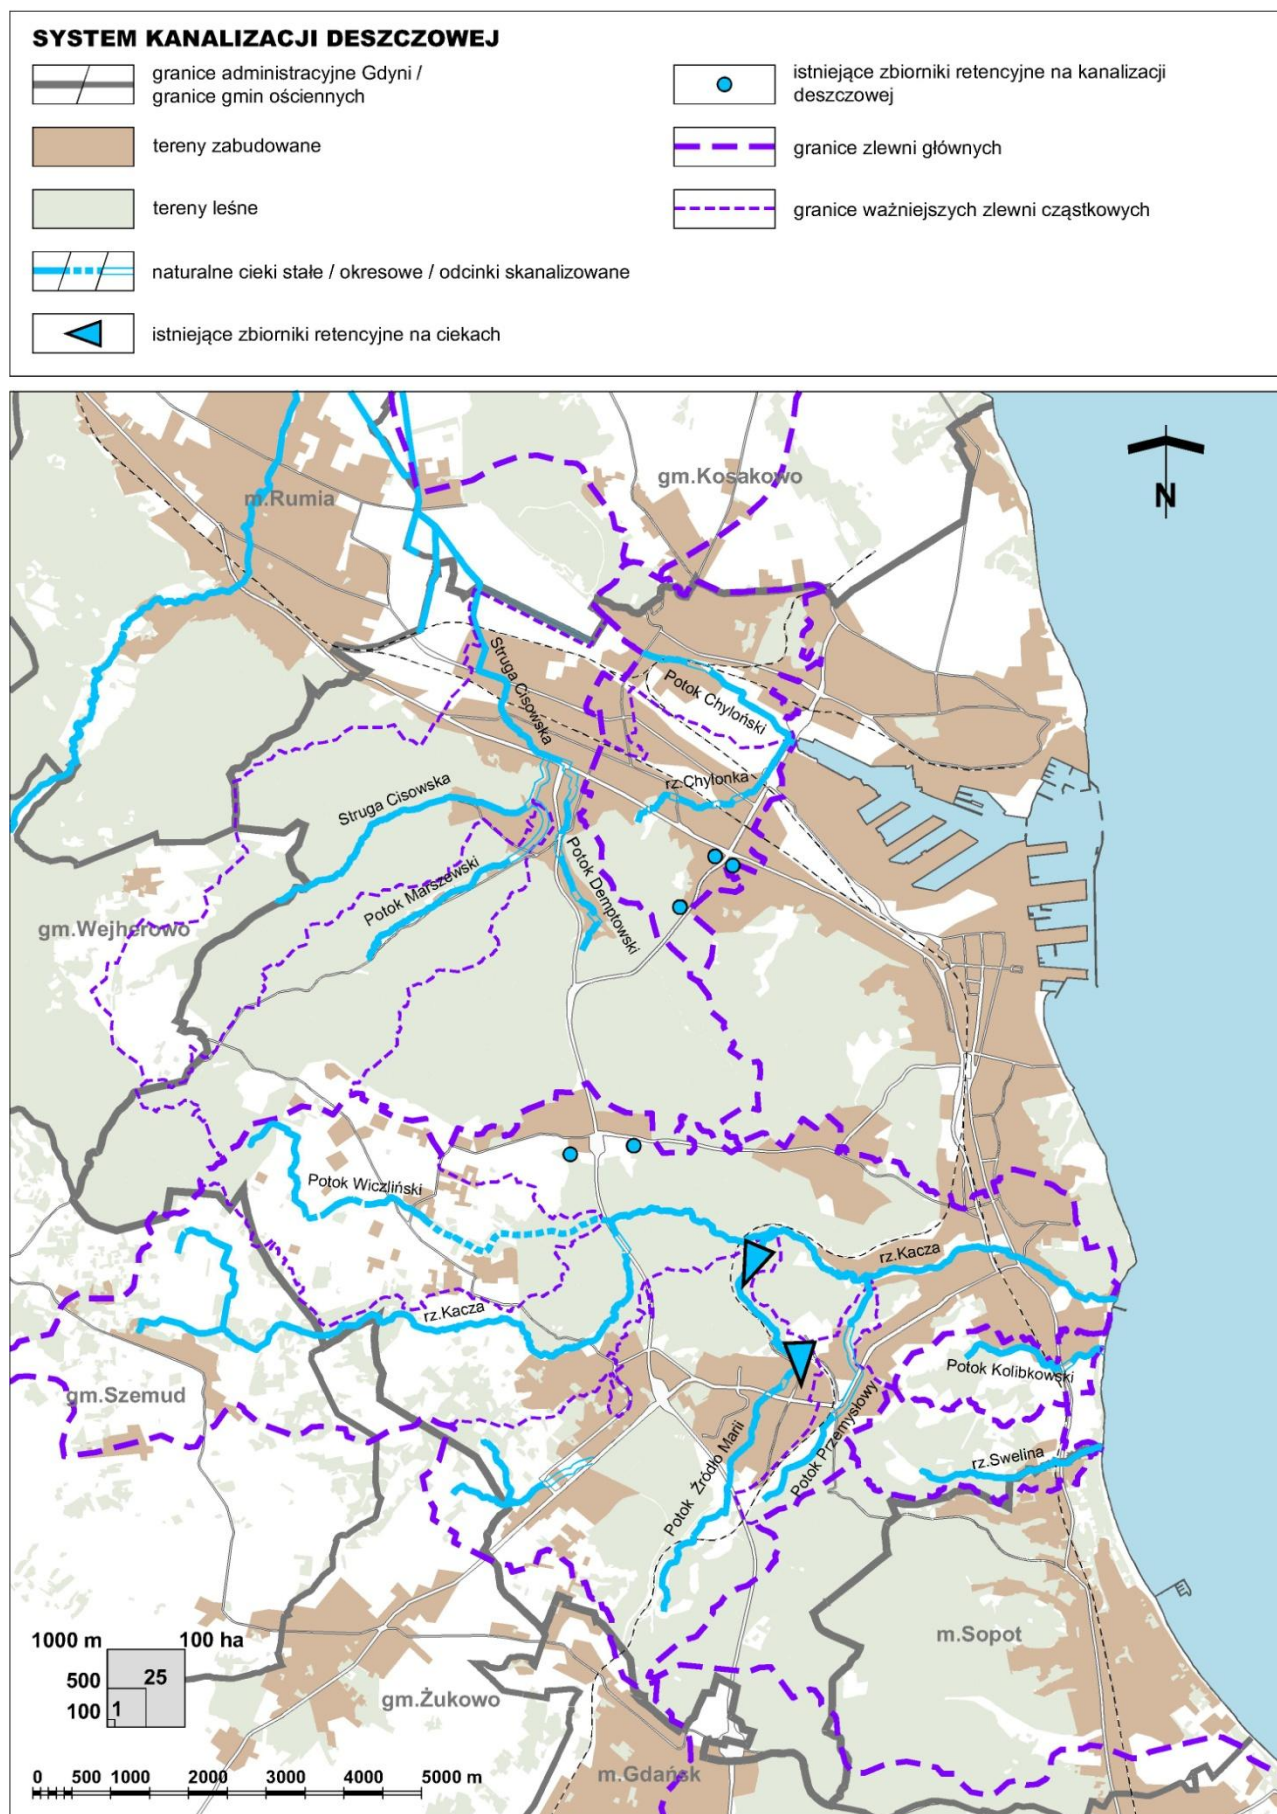 SYSTEM KANALIZACJI DESZCZOWEJ
granice administracyjne Gdyni /
granice gmin ościennych
tereny zabudowane
tereny leśne
naturalne cieki stałe / okresowe / odcinki skanalizowane
istniejące zbiorniki retencyjne na ciekach
istniejące zbiorniki retencyjne na kanalizacji
deszczowej
granice zlewni głównych
granice ważniejszych zlewni cząstkowych
gm.Kosakowo
m.Rumia
N
Struga Cisowska
Potok Chyloński
rz.Chylonka
Struga Cisowska
Potok Marszewski
Potok Demptowski
gm.Wejherowo
Potok Wiczliński
rz.Kacza
rz.Kacza
Potok Kolibkowski
gm.Szemud
Potok Źródło Marii
Potok Przemysłowy
rz.Swelina
m.Sopot
1000 m
100 ha
500
25
100
1
gm.Żukowo
m.Gdańsk
0 500 1000 2000 3000 4000 5000 m